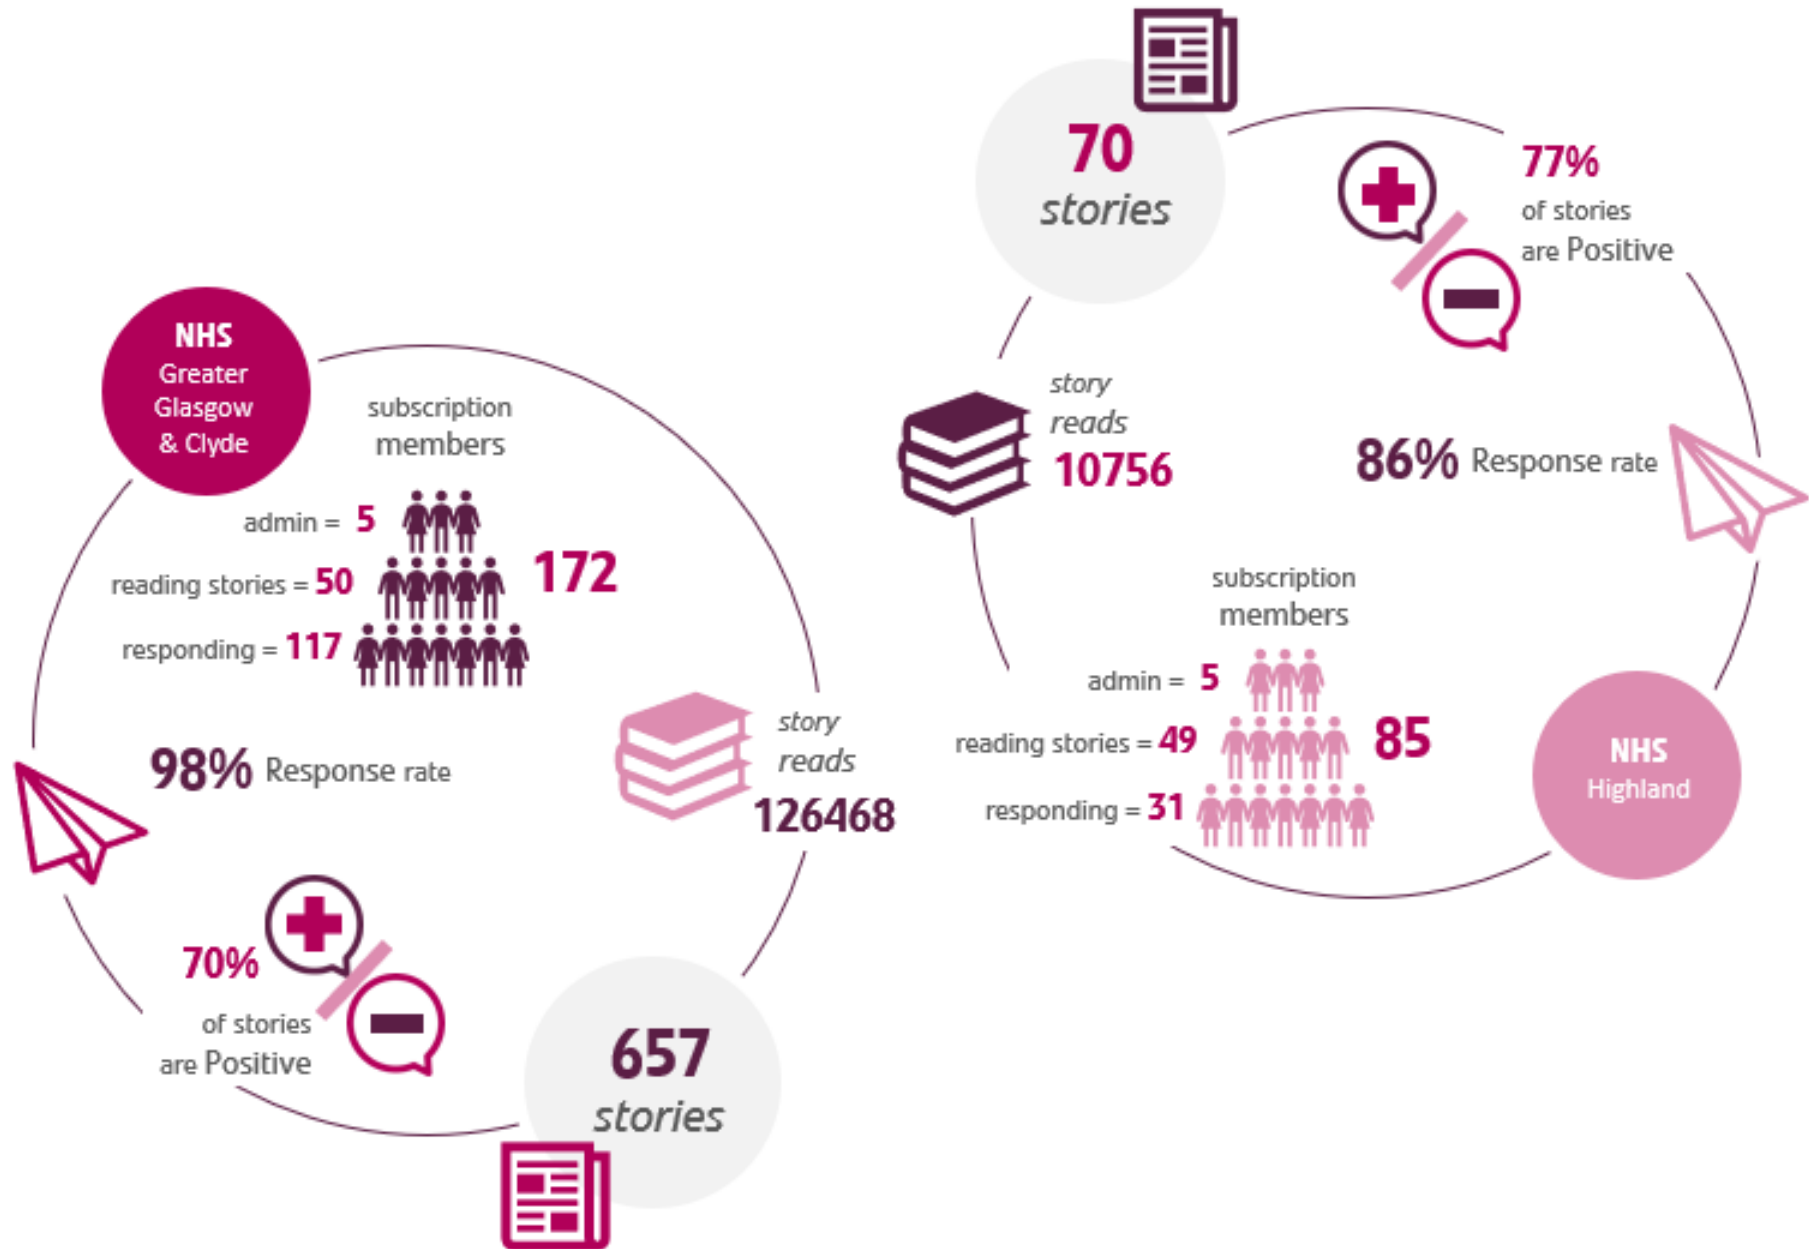 NHS
Greater
Glasgow
& Clyde
subscription
members
admin = 5
reading stories = 50
172
responding = 117
98% Response rate
story
reads
126468
70%
of stories
are Positive
657
stories
70
stories
77%
of stories
are Positive
story
reads
10756
86% Response rate
subscription
members
admin = 5
reading stories = 49
85
responding = 31
NHS
Highland